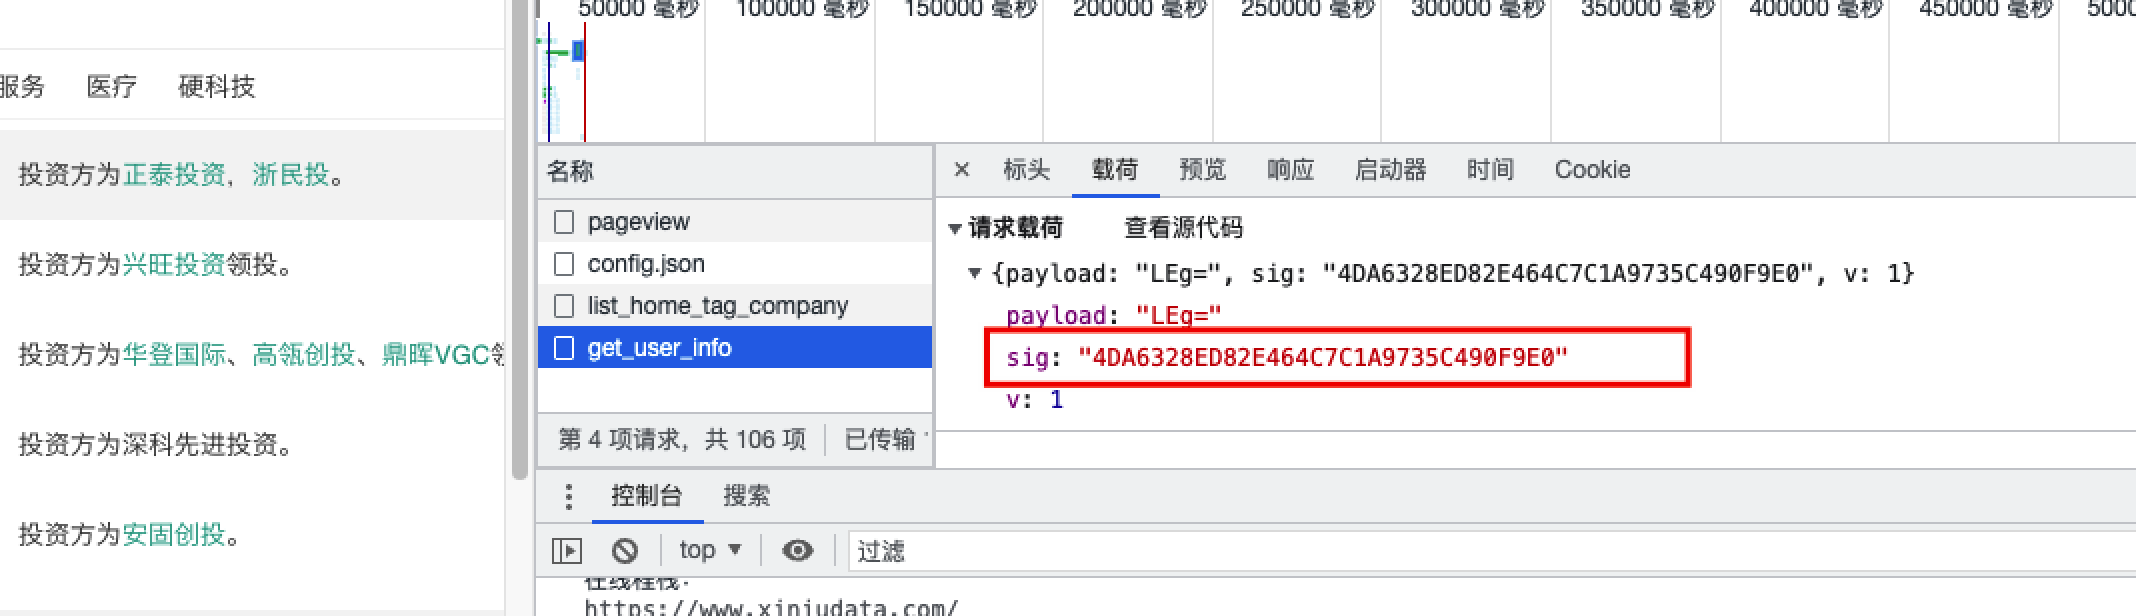 50000 毫秒 100000 毫秒 150000 毫秒 200000 毫秒 250000 毫秒 300000 毫秒 350000 毫秒 400000 毫秒 450000 毫秒 500
服务 医疗 硬科技
投资方为正泰投资，浙民投。
投资方为兴旺投资领投。
投资方为华登国际、高瓴创投、鼎晖VGC领
投资方为深科先进投资。
投资方为安固创投。
名称
pageview
config.json
list_home_tag_company
get_user_info
第 4 项请求，共 106 项 已传输
× 标头 载荷 预览 响应 启动器 时间 Cookie
请求载荷 查看源代码
{payload: "LEg=", sig: "4DA6328ED82E464C7C1A9735C490F9E0", v: 1}
payload: "LEg="
sig: "4DA6328ED82E464C7C1A9735C490F9E0"
v: 1
控制台 搜索
top 过滤
https://www.xiniudata.com/